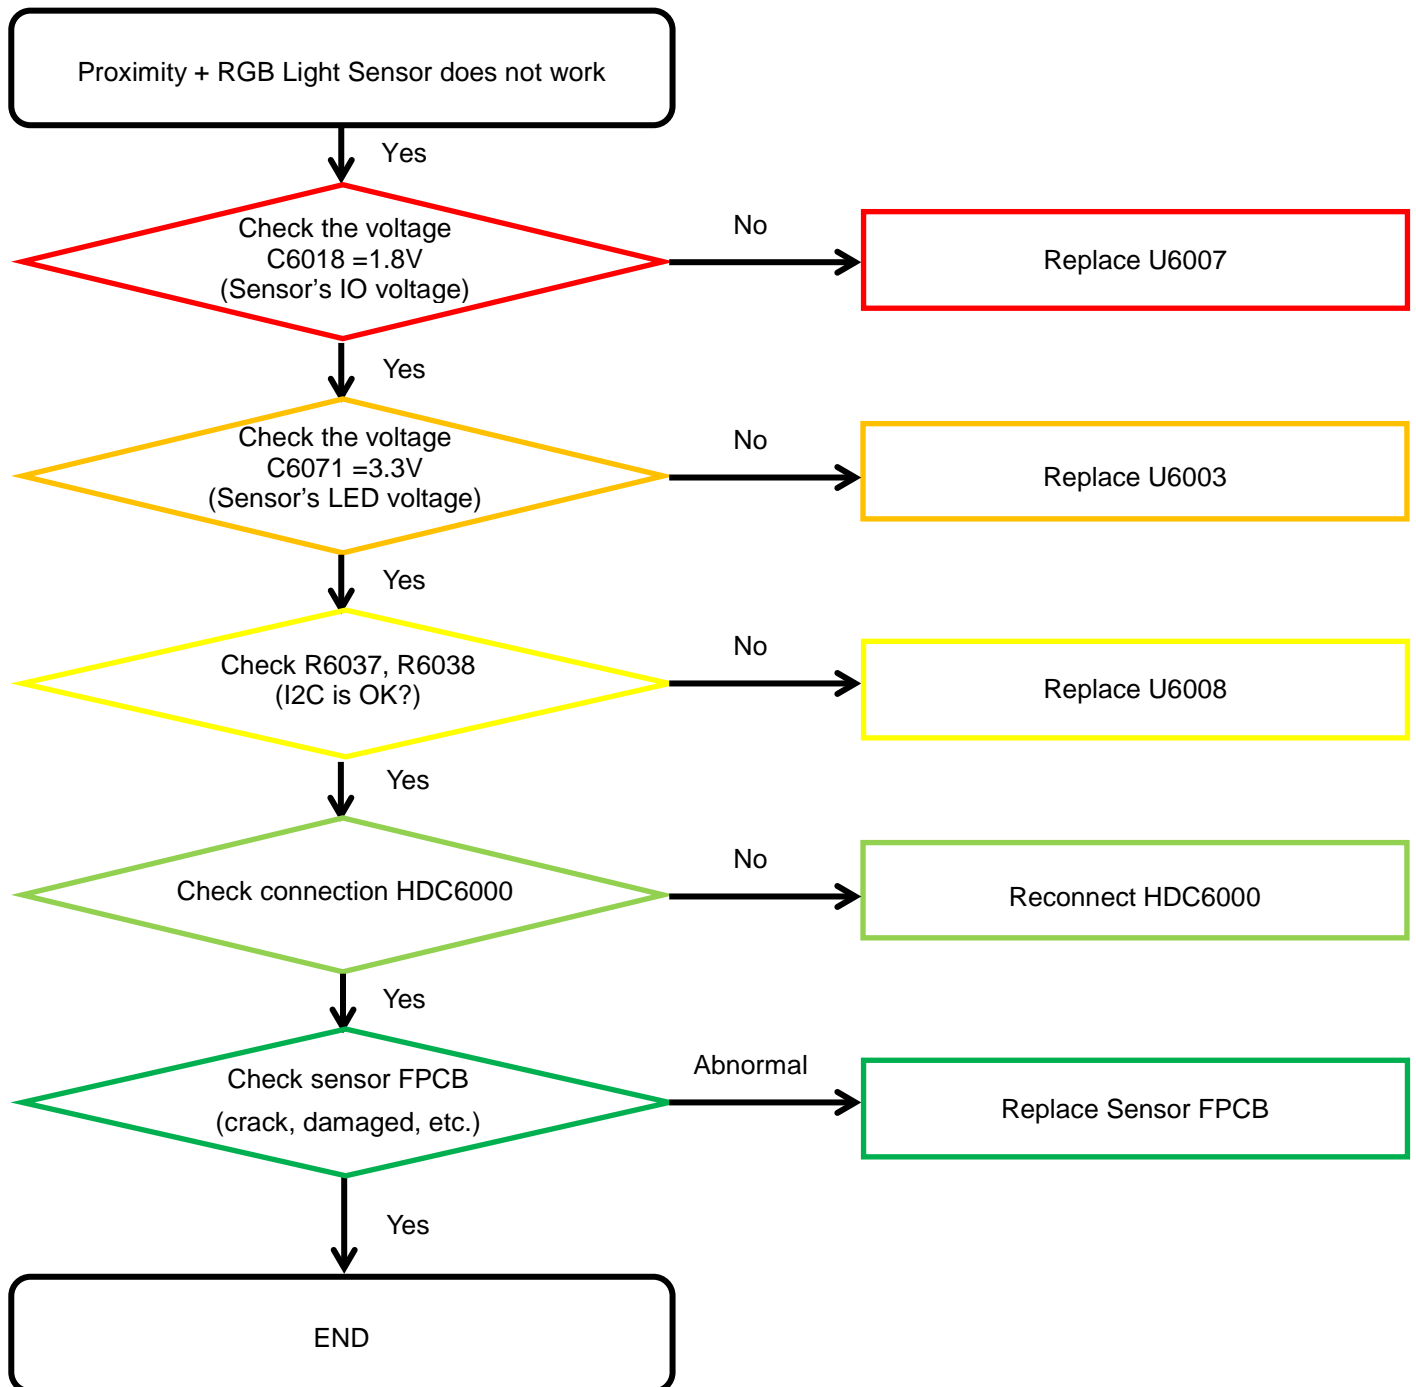 Proximity + RGB Light Sensor does not work
Yes
Check the voltage
C6018 =1.8V
(Sensor’s IO voltage)
No
Replace U6007
Yes
Check the voltage
C6071 =3.3V
(Sensor’s LED voltage)
No
Replace U6003
Yes
Check R6037, R6038
(I2C is OK?)
No
Replace U6008
Yes
Check connection HDC6000
No
Reconnect HDC6000
Yes
Check sensor FPCB
(crack, damaged, etc.)
Abnormal
Replace Sensor FPCB
Yes
END